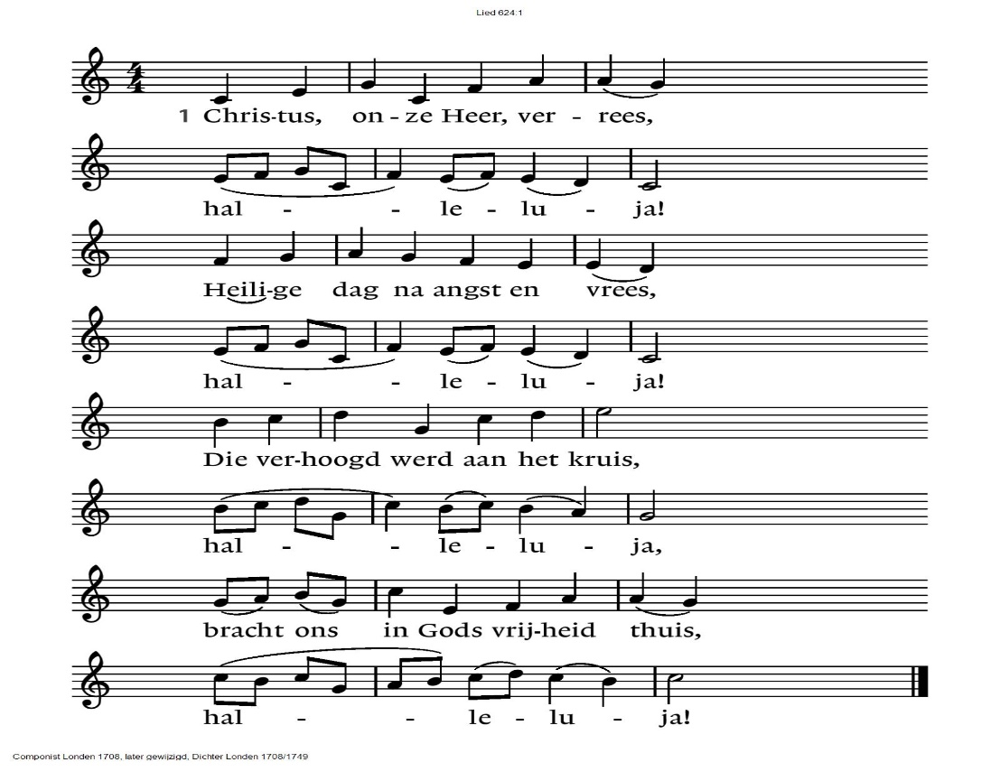 Lied 624:1
1 Chris-tus, on-ze Heer, ver - rees,
hal - - le - lu - ja!
Heili-ge dag na angst en vrees,
hal - - le - lu - ja!
Die ver-hoogd werd aan het kruis,
hal - - le - lu - ja,
bracht ons in Gods vrij-heid thuis,
hal - - le - lu - ja!
Componist Londen 1708, later gewijzigd, Dichter Londen 1708/1749